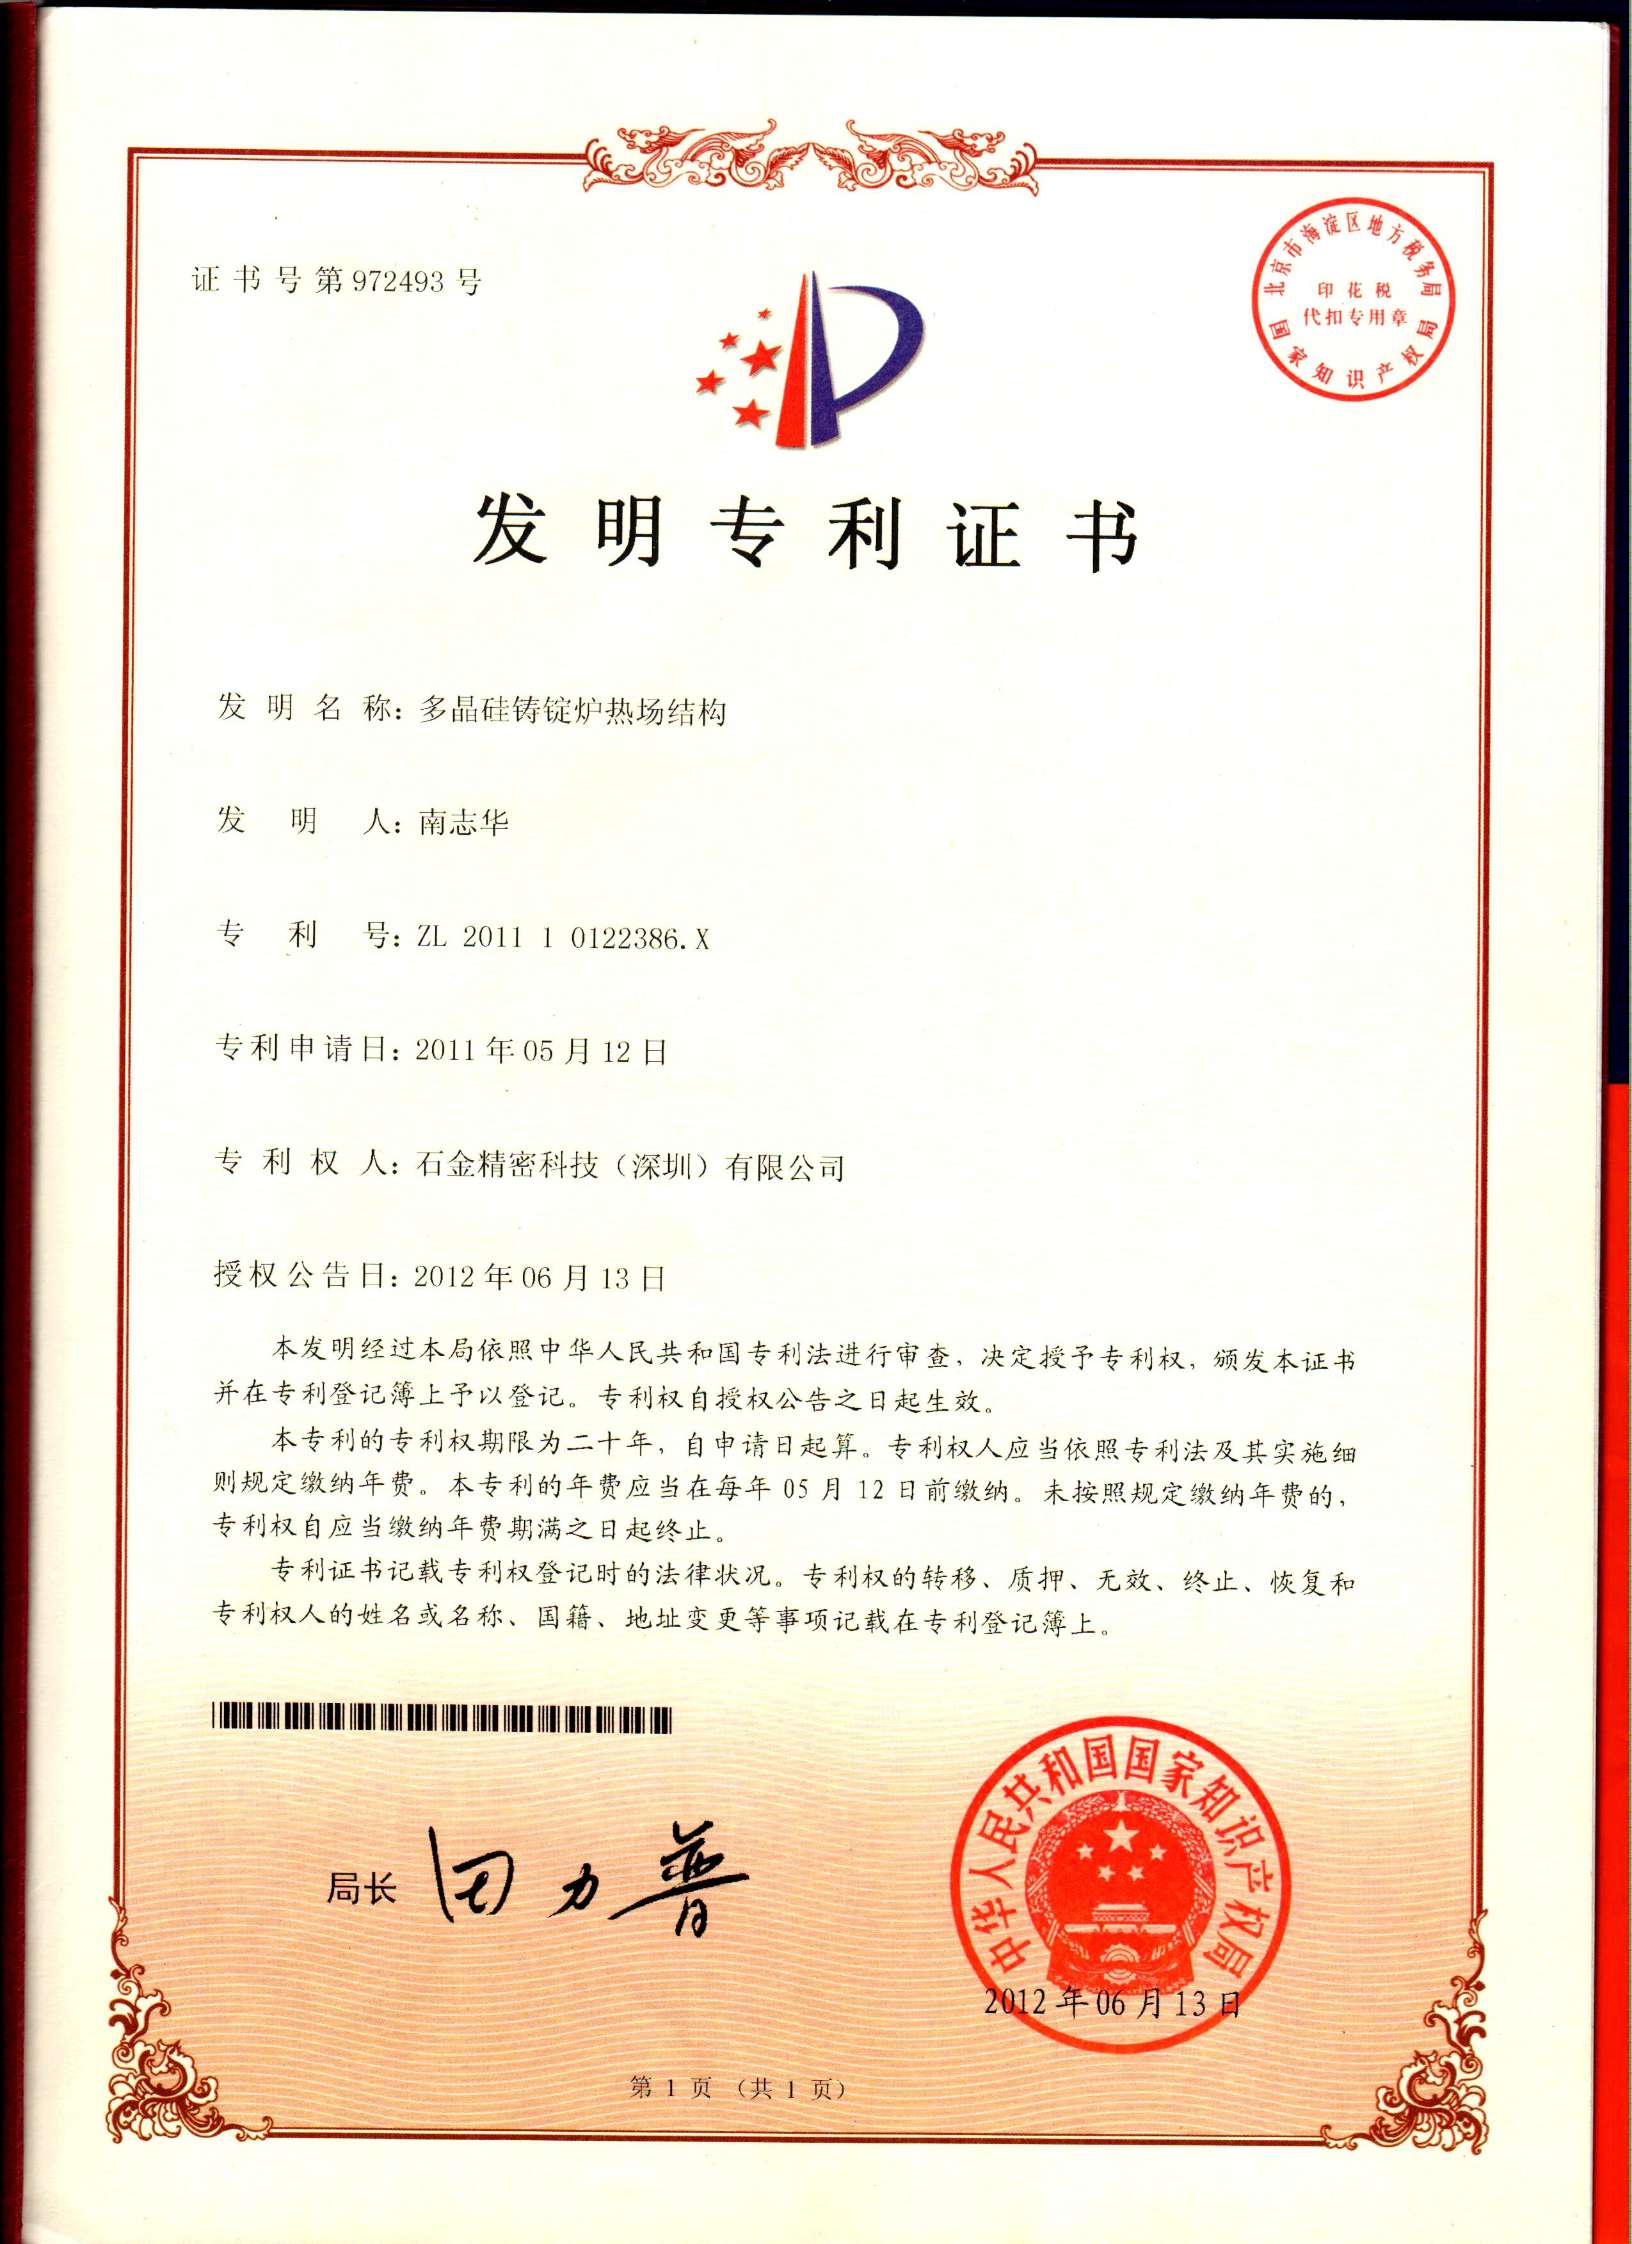 证书号第972493号
北京市海淀区地方税务局
印花税
代扣专用章
国家知识产权局
发明专利证书
发明名称：多晶硅铸锭炉热场结构
发明人：南志华
专利号：ZL 2011 1 0122386.X
专利申请日：2011年05月12日
专利权人：石金精密科技（深圳）有限公司
授权公告日：2012年06月13日
本发明经过本局依照中华人民共和国专利法进行审查，决定授予专利权，颁发本证书
并在专利登记簿上予以登记。专利权自授权公告之日起生效。
本专利的专利权期限为二十年，自申请日起算。专利权人应当依照专利法及其实施细
则规定缴纳年费。本专利的年费应当在每年05月12日前缴纳。未按照规定缴纳年费的，
专利权自应当缴纳年费期满之日起终止。
专利证书记载专利权登记时的法律状况。专利权的转移、质押、无效、终止、恢复和
专利权人的姓名或名称、国籍、地址变更等事项记载在专利登记簿上。
局长 田力普
中华人民共和国国家知识产权局
2012年06月13日
第1页（共1页）